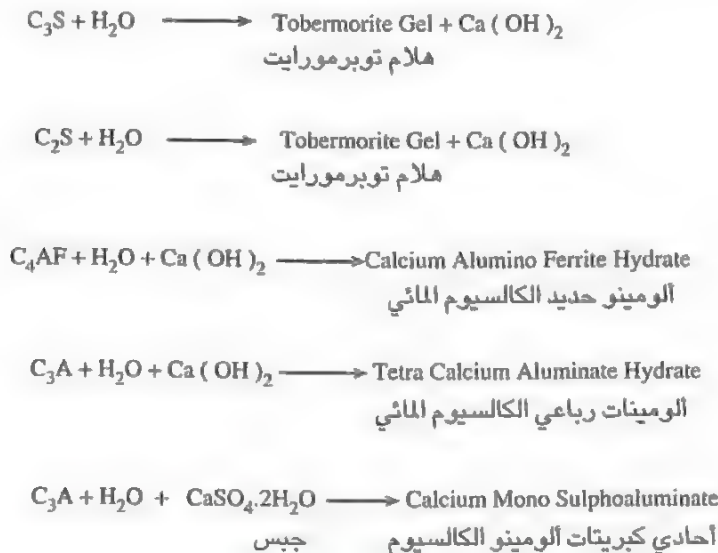 C₃S + H₂O ⟶ Tobermorite Gel + Ca ( OH )₂
هلام توبرمورايت
C₂S + H₂O ⟶ Tobermorite Gel + Ca ( OH )₂
هلام توبرمورايت
C₄AF + H₂O + Ca ( OH )₂ ⟶ Calcium Alumino Ferrite Hydrate
ألومينو حديد الكالسيوم المائي
C₃A + H₂O + Ca ( OH )₂ ⟶ Tetra Calcium Aluminate Hydrate
ألومينات رباعي الكالسيوم المائي
C₃A + H₂O + CaSO₄.2H₂O ⟶ Calcium Mono Sulphoaluminate
جبس أحادي كبريتات ألومينو الكالسيوم